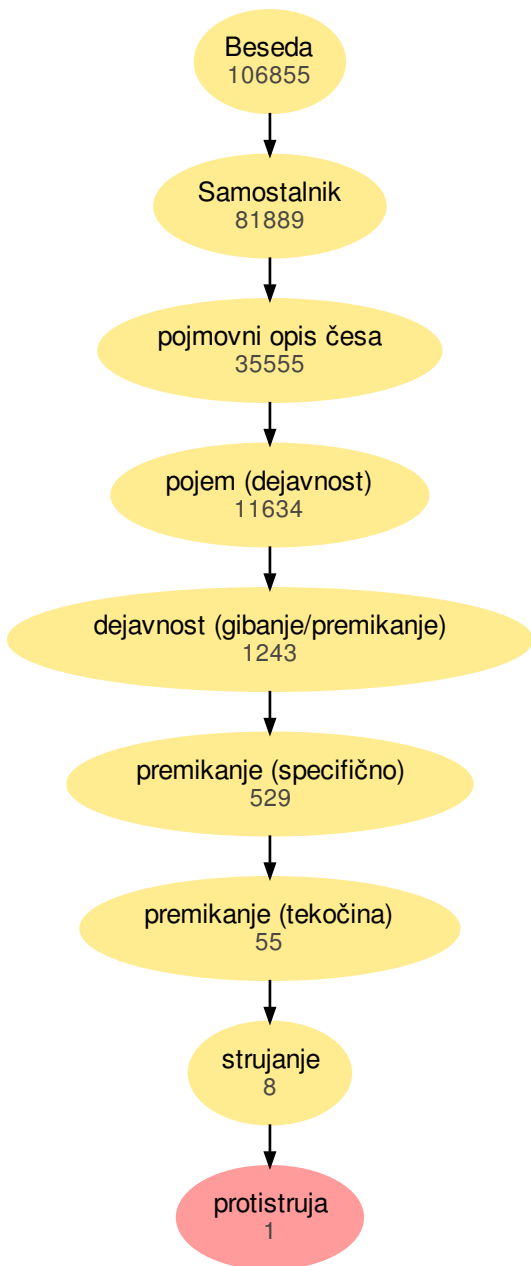 Beseda
106855
Samostalnik
81889
pojmovni opis česa
35555
pojem (dejavnost)
11634
dejavnost (gibanje/premikanje)
1243
premikanje (specifično)
529
premikanje (tekočina)
55
strujanje
8
protistruja
1